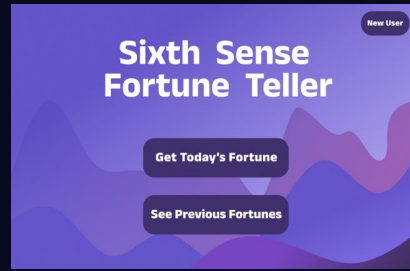 New User
Sixth Sense
Fortune Teller
Get Today's Fortune
See Previous Fortunes